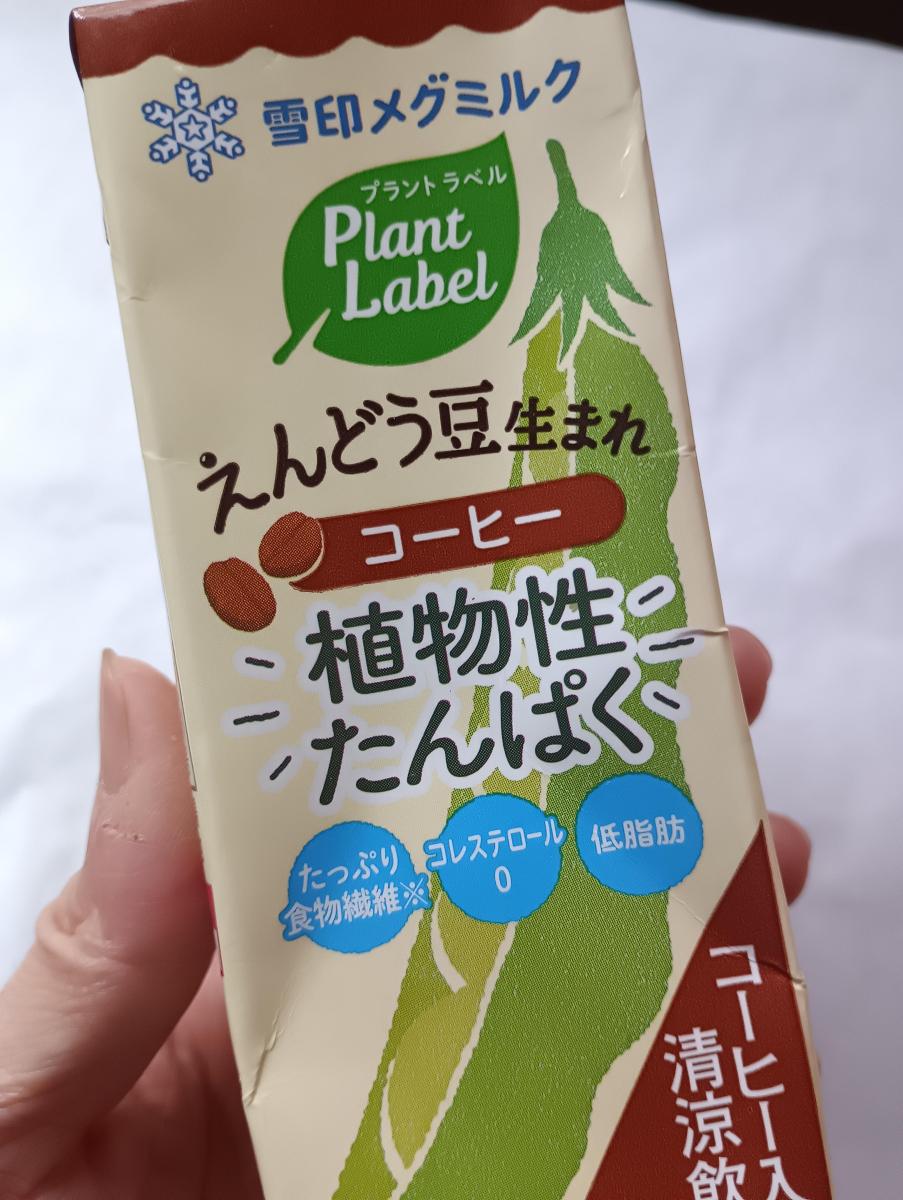 雪印メグミルク
プラントラベル
Plant
Label
えんどう豆生まれ
コーヒー
植物性
たんぱく
たっぷり
食物繊維※
コレステロール
0
低脂肪
コーヒー入
清涼飲